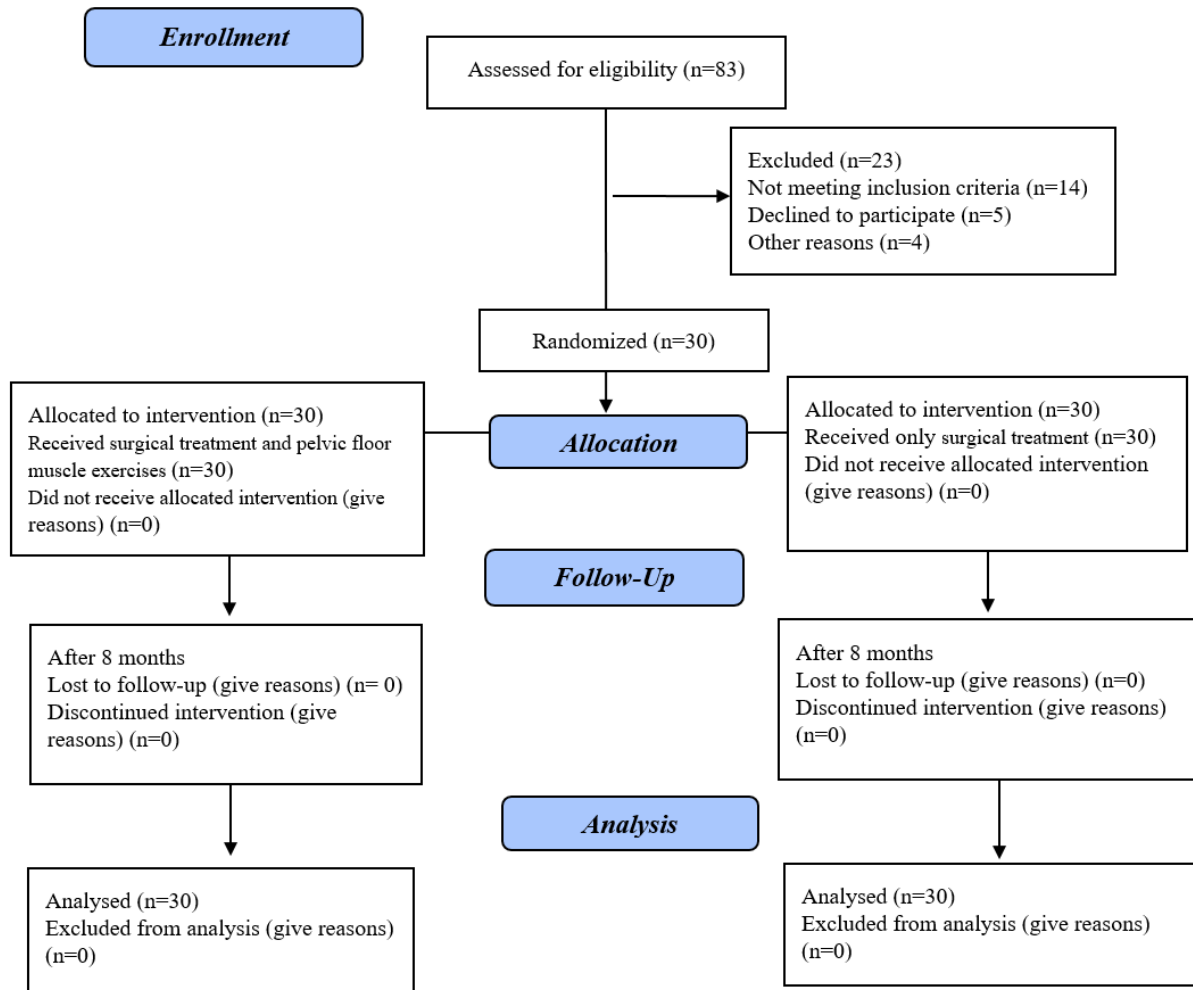 Enrollment
Assessed for eligibility (n=83)
Excluded (n=23)
Not meeting inclusion criteria (n=14)
Declined to participate (n=5)
Other reasons (n=4)
Randomized (n=30)
Allocation
Allocated to intervention (n=30)
Received surgical treatment and pelvic floor
muscle exercises (n=30)
Did not receive allocated intervention (give
reasons) (n=0)
Allocated to intervention (n=30)
Received only surgical treatment (n=30)
Did not receive allocated intervention
(give reasons) (n=0)
Follow-Up
After 8 months
Lost to follow-up (give reasons) (n= 0)
Discontinued intervention (give
reasons) (n=0)
After 8 months
Lost to follow-up (give reasons) (n=0)
Discontinued intervention (give reasons)
(n=0)
Analysis
Analysed (n=30)
Excluded from analysis (give reasons)
(n=0)
Analysed (n=30)
Excluded from analysis (give reasons)
(n=0)